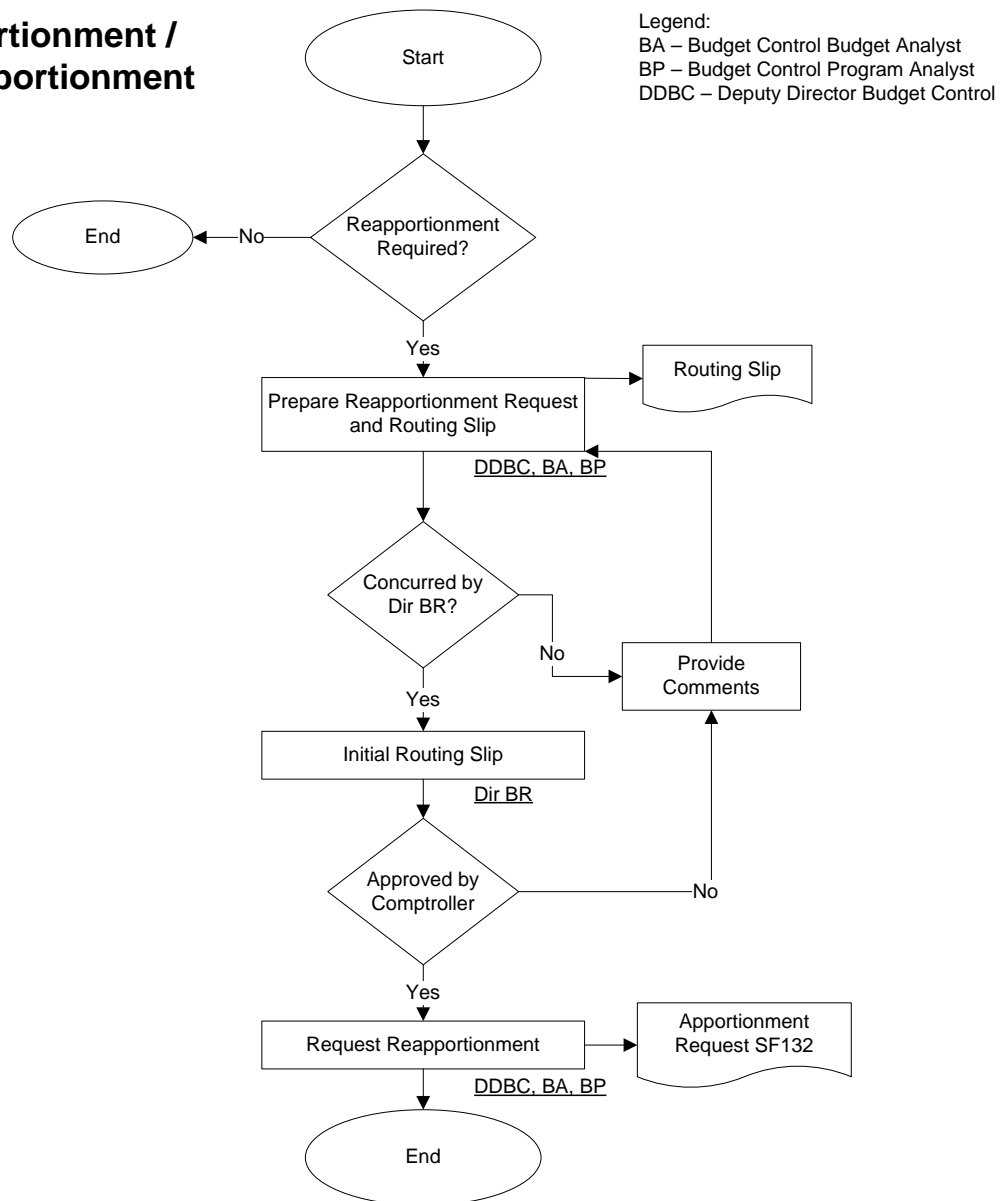 rtionment /
portionment
Legend:
BA – Budget Control Budget Analyst
BP – Budget Control Program Analyst
DDBC – Deputy Director Budget Control
Start
Reapportionment
Required?
No
End
Yes
Prepare Reapportionment Request
and Routing Slip
Routing Slip
DDBC, BA, BP
Concurred by
Dir BR?
No
Provide
Comments
Yes
Initial Routing Slip
Dir BR
Approved by
Comptroller
No
Yes
Request Reapportionment
Apportionment
Request SF132
DDBC, BA, BP
End